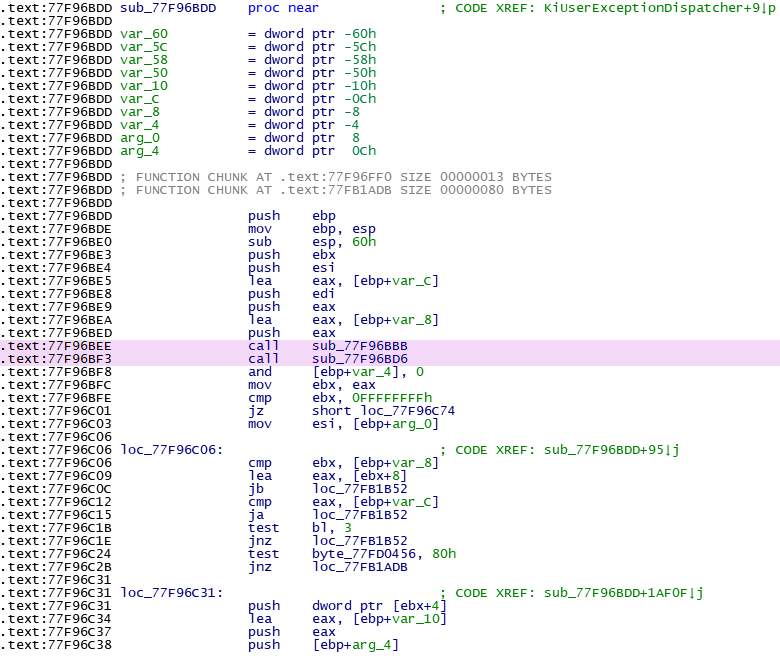 .text:77F96BDD sub_77F96BDD    proc near               ; CODE XREF: KiUserExceptionDispatcher+9↓p
.text:77F96BDD
.text:77F96BDD var_60          = dword ptr -60h
.text:77F96BDD var_5C          = dword ptr -5Ch
.text:77F96BDD var_58          = dword ptr -58h
.text:77F96BDD var_50          = dword ptr -50h
.text:77F96BDD var_10          = dword ptr -10h
.text:77F96BDD var_C           = dword ptr -0Ch
.text:77F96BDD var_8           = dword ptr -8
.text:77F96BDD var_4           = dword ptr -4
.text:77F96BDD arg_0           = dword ptr  8
.text:77F96BDD arg_4           = dword ptr  0Ch
.text:77F96BDD
.text:77F96BDD ; FUNCTION CHUNK AT .text:77F96FF0 SIZE 00000013 BYTES
.text:77F96BDD ; FUNCTION CHUNK AT .text:77FB1ADB SIZE 00000080 BYTES
.text:77F96BDD
.text:77F96BDD                 push    ebp
.text:77F96BDE                 mov     ebp, esp
.text:77F96BE0                 sub     esp, 60h
.text:77F96BE3                 push    ebx
.text:77F96BE4                 push    esi
.text:77F96BE5                 lea     eax, [ebp+var_C]
.text:77F96BE8                 push    edi
.text:77F96BE9                 push    eax
.text:77F96BEA                 lea     eax, [ebp+var_8]
.text:77F96BED                 push    eax
.text:77F96BEE                 call    sub_77F96BBB
.text:77F96BF3                 call    sub_77F96BD6
.text:77F96BF8                 and     [ebp+var_4], 0
.text:77F96BFC                 mov     ebx, eax
.text:77F96BFE                 cmp     ebx, 0FFFFFFFFh
.text:77F96C01                 jz      short loc_77F96C74
.text:77F96C03                 mov     esi, [ebp+arg_0]
.text:77F96C06
.text:77F96C06 loc_77F96C06:                           ; CODE XREF: sub_77F96BDD+95↓j
.text:77F96C06                 cmp     ebx, [ebp+var_8]
.text:77F96C09                 lea     eax, [ebx+8]
.text:77F96C0C                 jb      loc_77FB1B52
.text:77F96C12                 cmp     eax, [ebp+var_C]
.text:77F96C15                 ja      loc_77FB1B52
.text:77F96C1B                 test    bl, 3
.text:77F96C1E                 jnz     loc_77FB1B52
.text:77F96C24                 test    byte_77FD0456, 80h
.text:77F96C2B                 jnz     loc_77FB1ADB
.text:77F96C31
.text:77F96C31 loc_77F96C31:                           ; CODE XREF: sub_77F96BDD+1AF0F↓j
.text:77F96C31                 push    dword ptr [ebx+4]
.text:77F96C34                 lea     eax, [ebp+var_10]
.text:77F96C37                 push    eax
.text:77F96C38                 push    [ebp+arg_4]